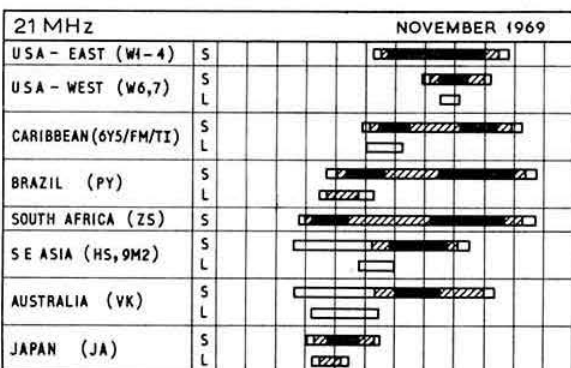 21 MHz NOVEMBER 1969
USA - EAST (W1-4) S
USA - WEST (W6,7) S
L
CARIBBEAN (6Y5/FM/TI) S
L
BRAZIL (PY) S
L
SOUTH AFRICA (ZS) S
S E ASIA (HS, 9M2) S
L
AUSTRALIA (VK) S
L
JAPAN (JA) S
L